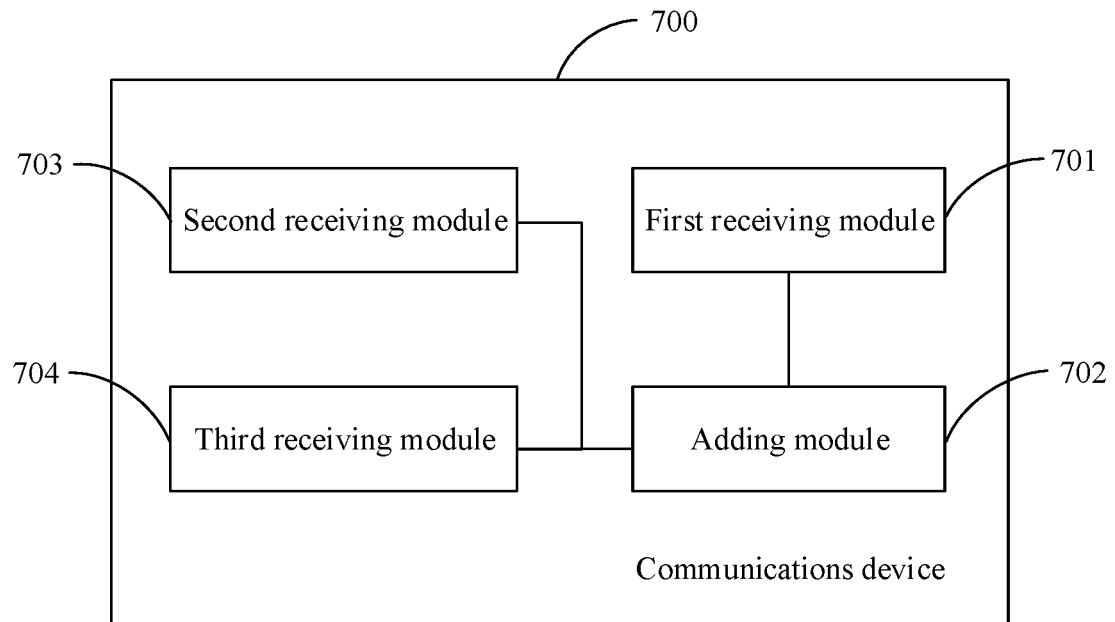 700
703
701
Second receiving module
First receiving module
704
702
Third receiving module
Adding module
Communications device